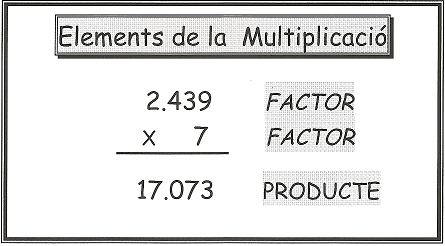 Elements de la Multiplicació
2.439 FACTOR
x 7 FACTOR
17.073 PRODUCTE